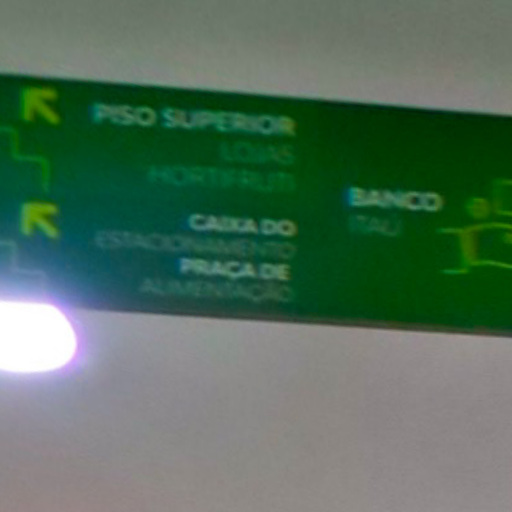 PISO SUPERIOR
LOJAS
HORTIFRUTI
CAIXA DO
ESTACIONAMENTO
PRAÇA DE
ALIMENTAÇÃO
BANCO
ITAÚ